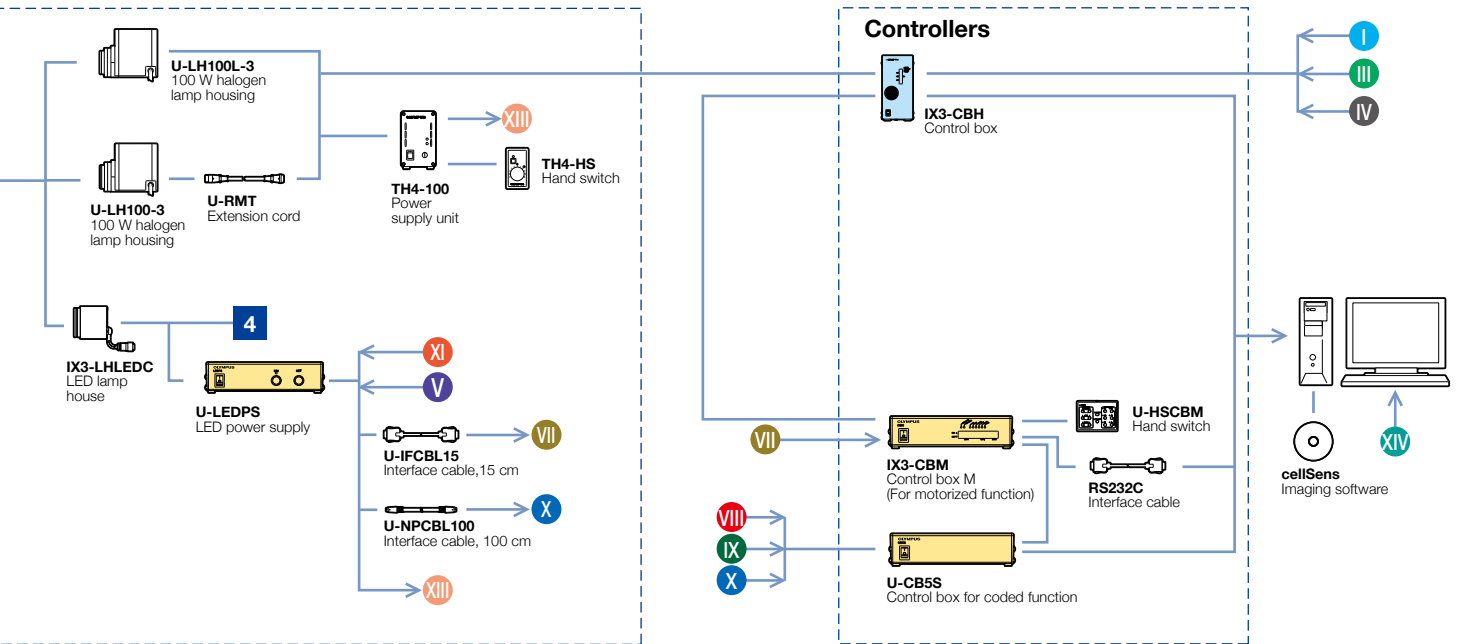 U-LH100L-3
100 W halogen
lamp housing
U-LH100-3
100 W halogen
lamp housing
U-RMT
Extension cord
XIII
TH4-100
Power
supply unit
TH4-HS
Hand switch
IX3-LHLEDC
LED lamp
house
4
OLYMPUS
U-LEDPS
LED power supply
XI
V
U-IFCBL15
Interface cable,15 cm
VII
U-NPCBL100
Interface cable, 100 cm
X
XIII
Controllers
IX3-CBH
Control box
I
III
IV
VII
OLYMPUS
IX3-CBM
Control box M
(For motorized function)
U-HSCBM
Hand switch
RS232C
Interface cable
VIII
IX
X
OLYMPUS
U-CB5S
Control box for coded function
cellSens
Imaging software
XIV